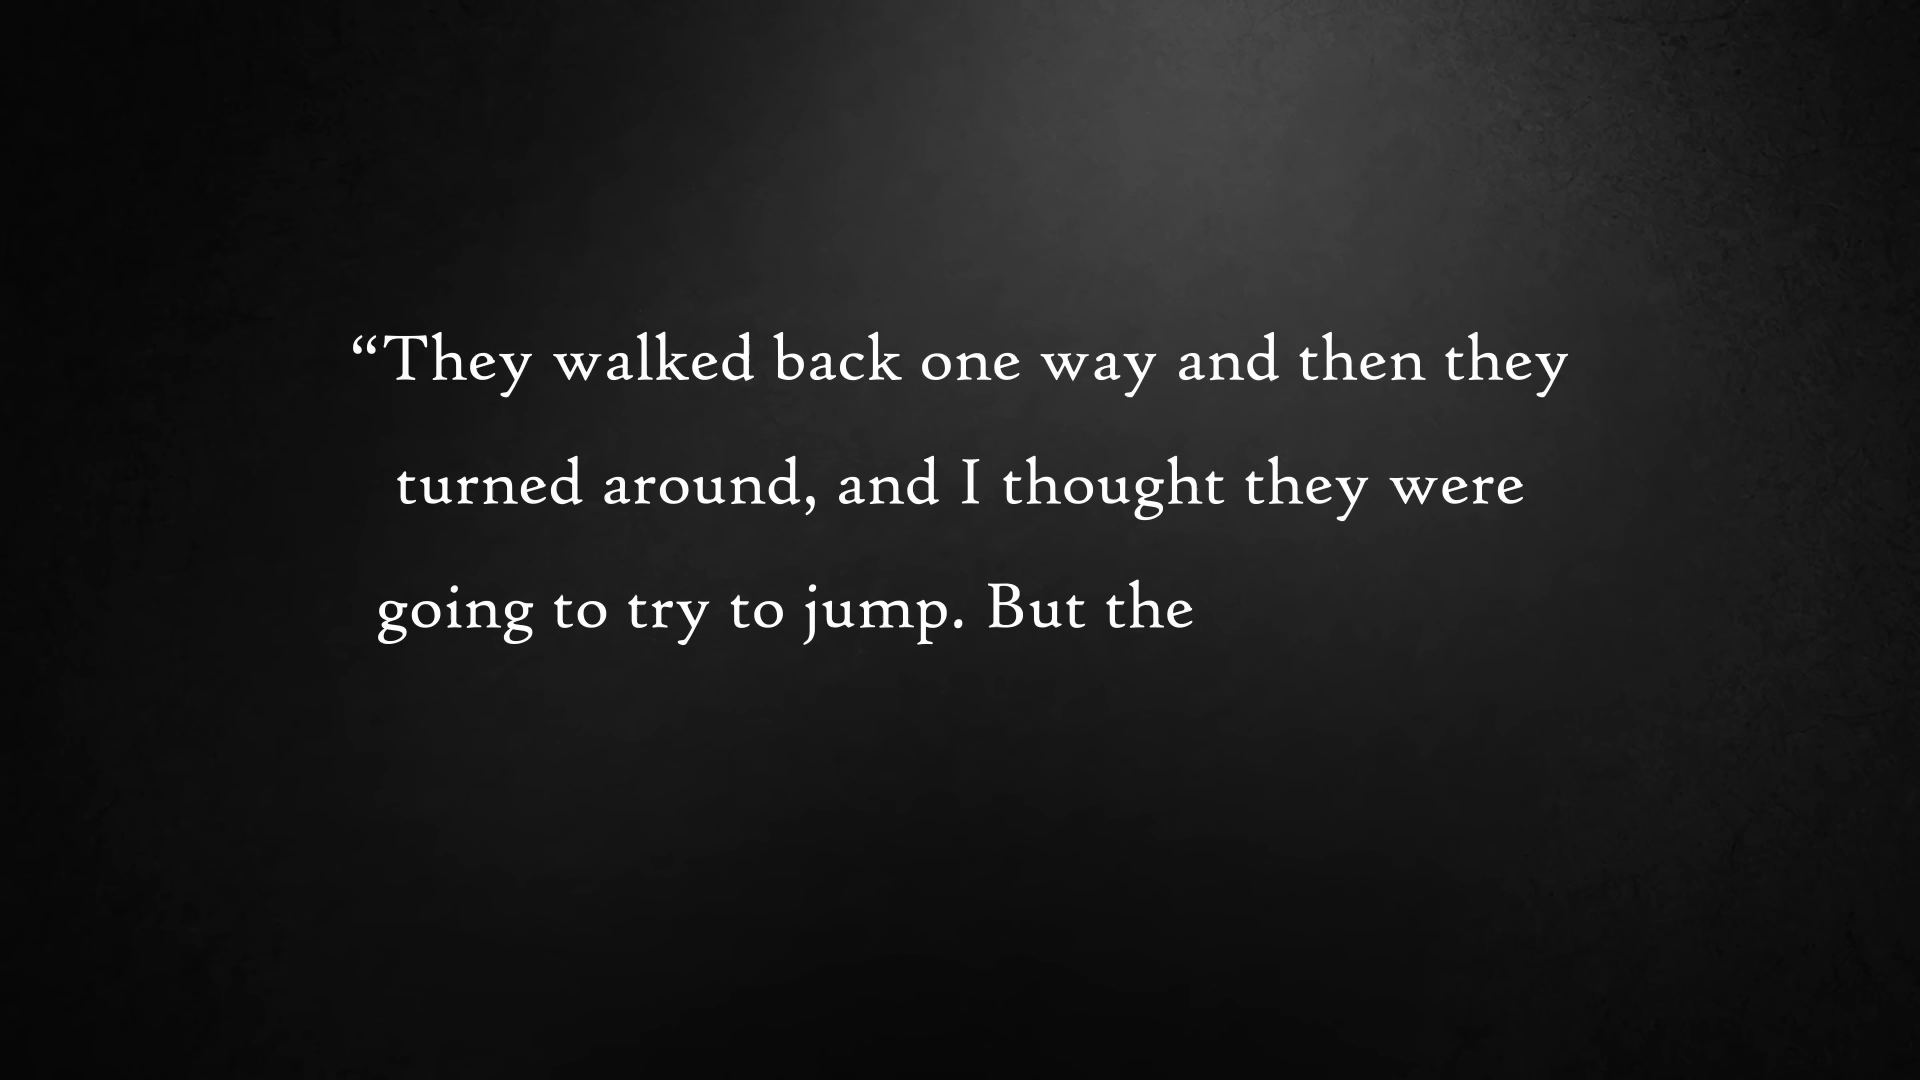 “They walked back one way and then they
turned around, and I thought they were
going to try to jump. But the